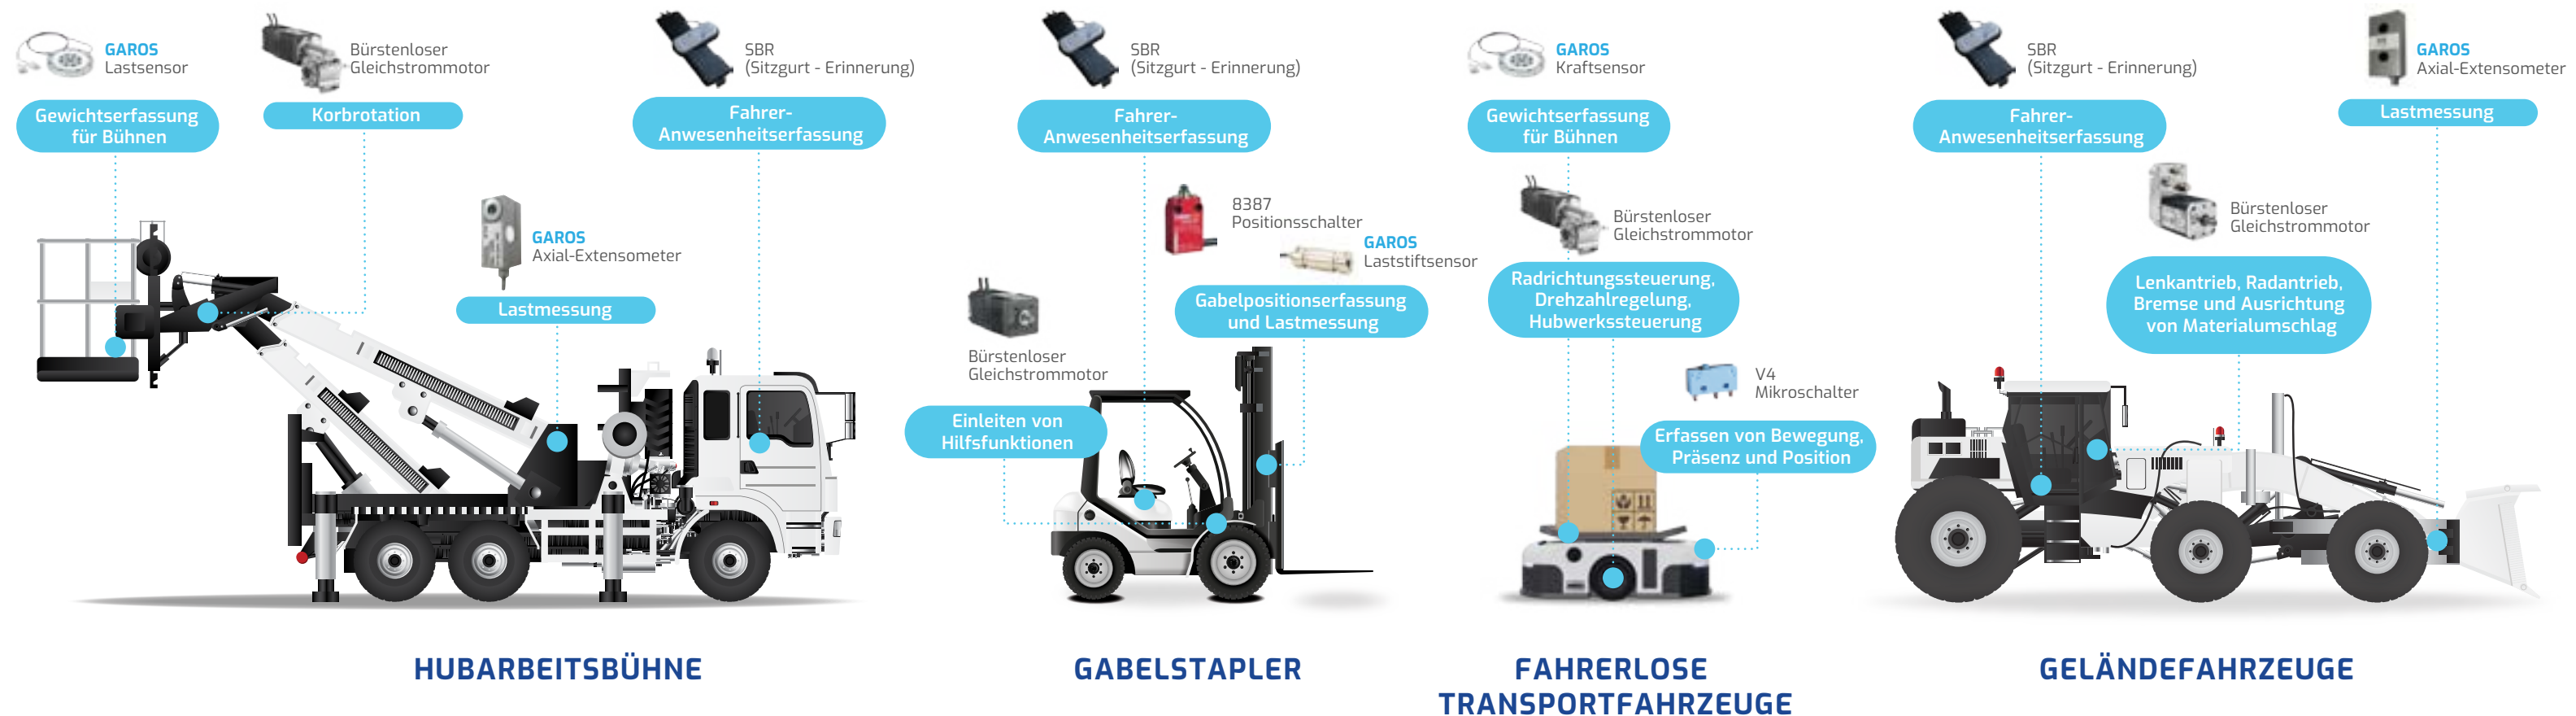 GAROS
Lastsensor
Gewichtserfassung
für Bühnen
Bürstenloser
Gleichstrommotor
Korbrotation
SBR
(Sitzgurt - Erinnerung)
Fahrer-
Anwesenheitserfassung
GAROS
Axial-Extensometer
Lastmessung
HUBARBEITSBÜHNE
SBR
(Sitzgurt - Erinnerung)
Fahrer-
Anwesenheitserfassung
8387
Positionsschalter
GAROS
Laststiftsensor
Gabelpositionserfassung
und Lastmessung
Bürstenloser
Gleichstrommotor
Einleiten von
Hilfsfunktionen
GABELSTAPLER
GAROS
Kraftsensor
Gewichtserfassung
für Bühnen
Bürstenloser
Gleichstrommotor
Radrichtungssteuerung,
Drehzahlregelung,
Hubwerkssteuerung
V4
Mikroschalter
Erfassen von Bewegung,
Präsenz und Position
FAHRERLOSE
TRANSPORTFAHRZEUGE
SBR
(Sitzgurt - Erinnerung)
Fahrer-
Anwesenheitserfassung
GAROS
Axial-Extensometer
Lastmessung
Bürstenloser
Gleichstrommotor
Lenkantrieb, Radantrieb,
Bremse und Ausrichtung
von Materialumschlag
GELÄNDEFAHRZEUGE